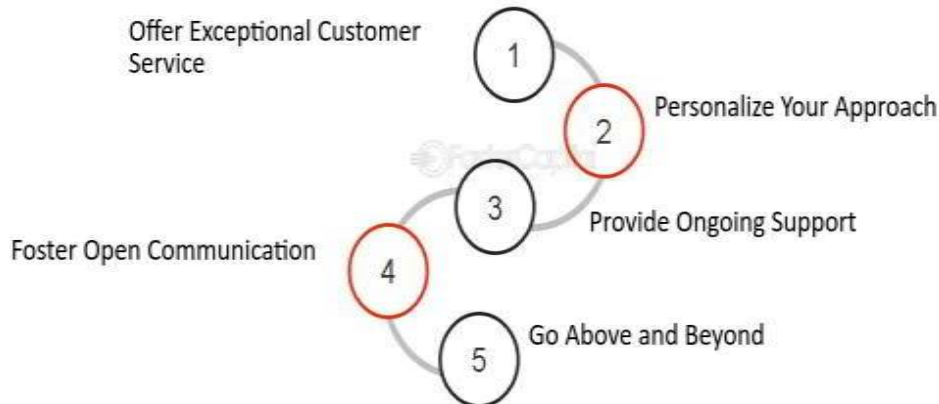 Offer Exceptional Customer
Service
1
2
Personalize Your Approach
3
Provide Ongoing Support
Foster Open Communication
4
5
Go Above and Beyond